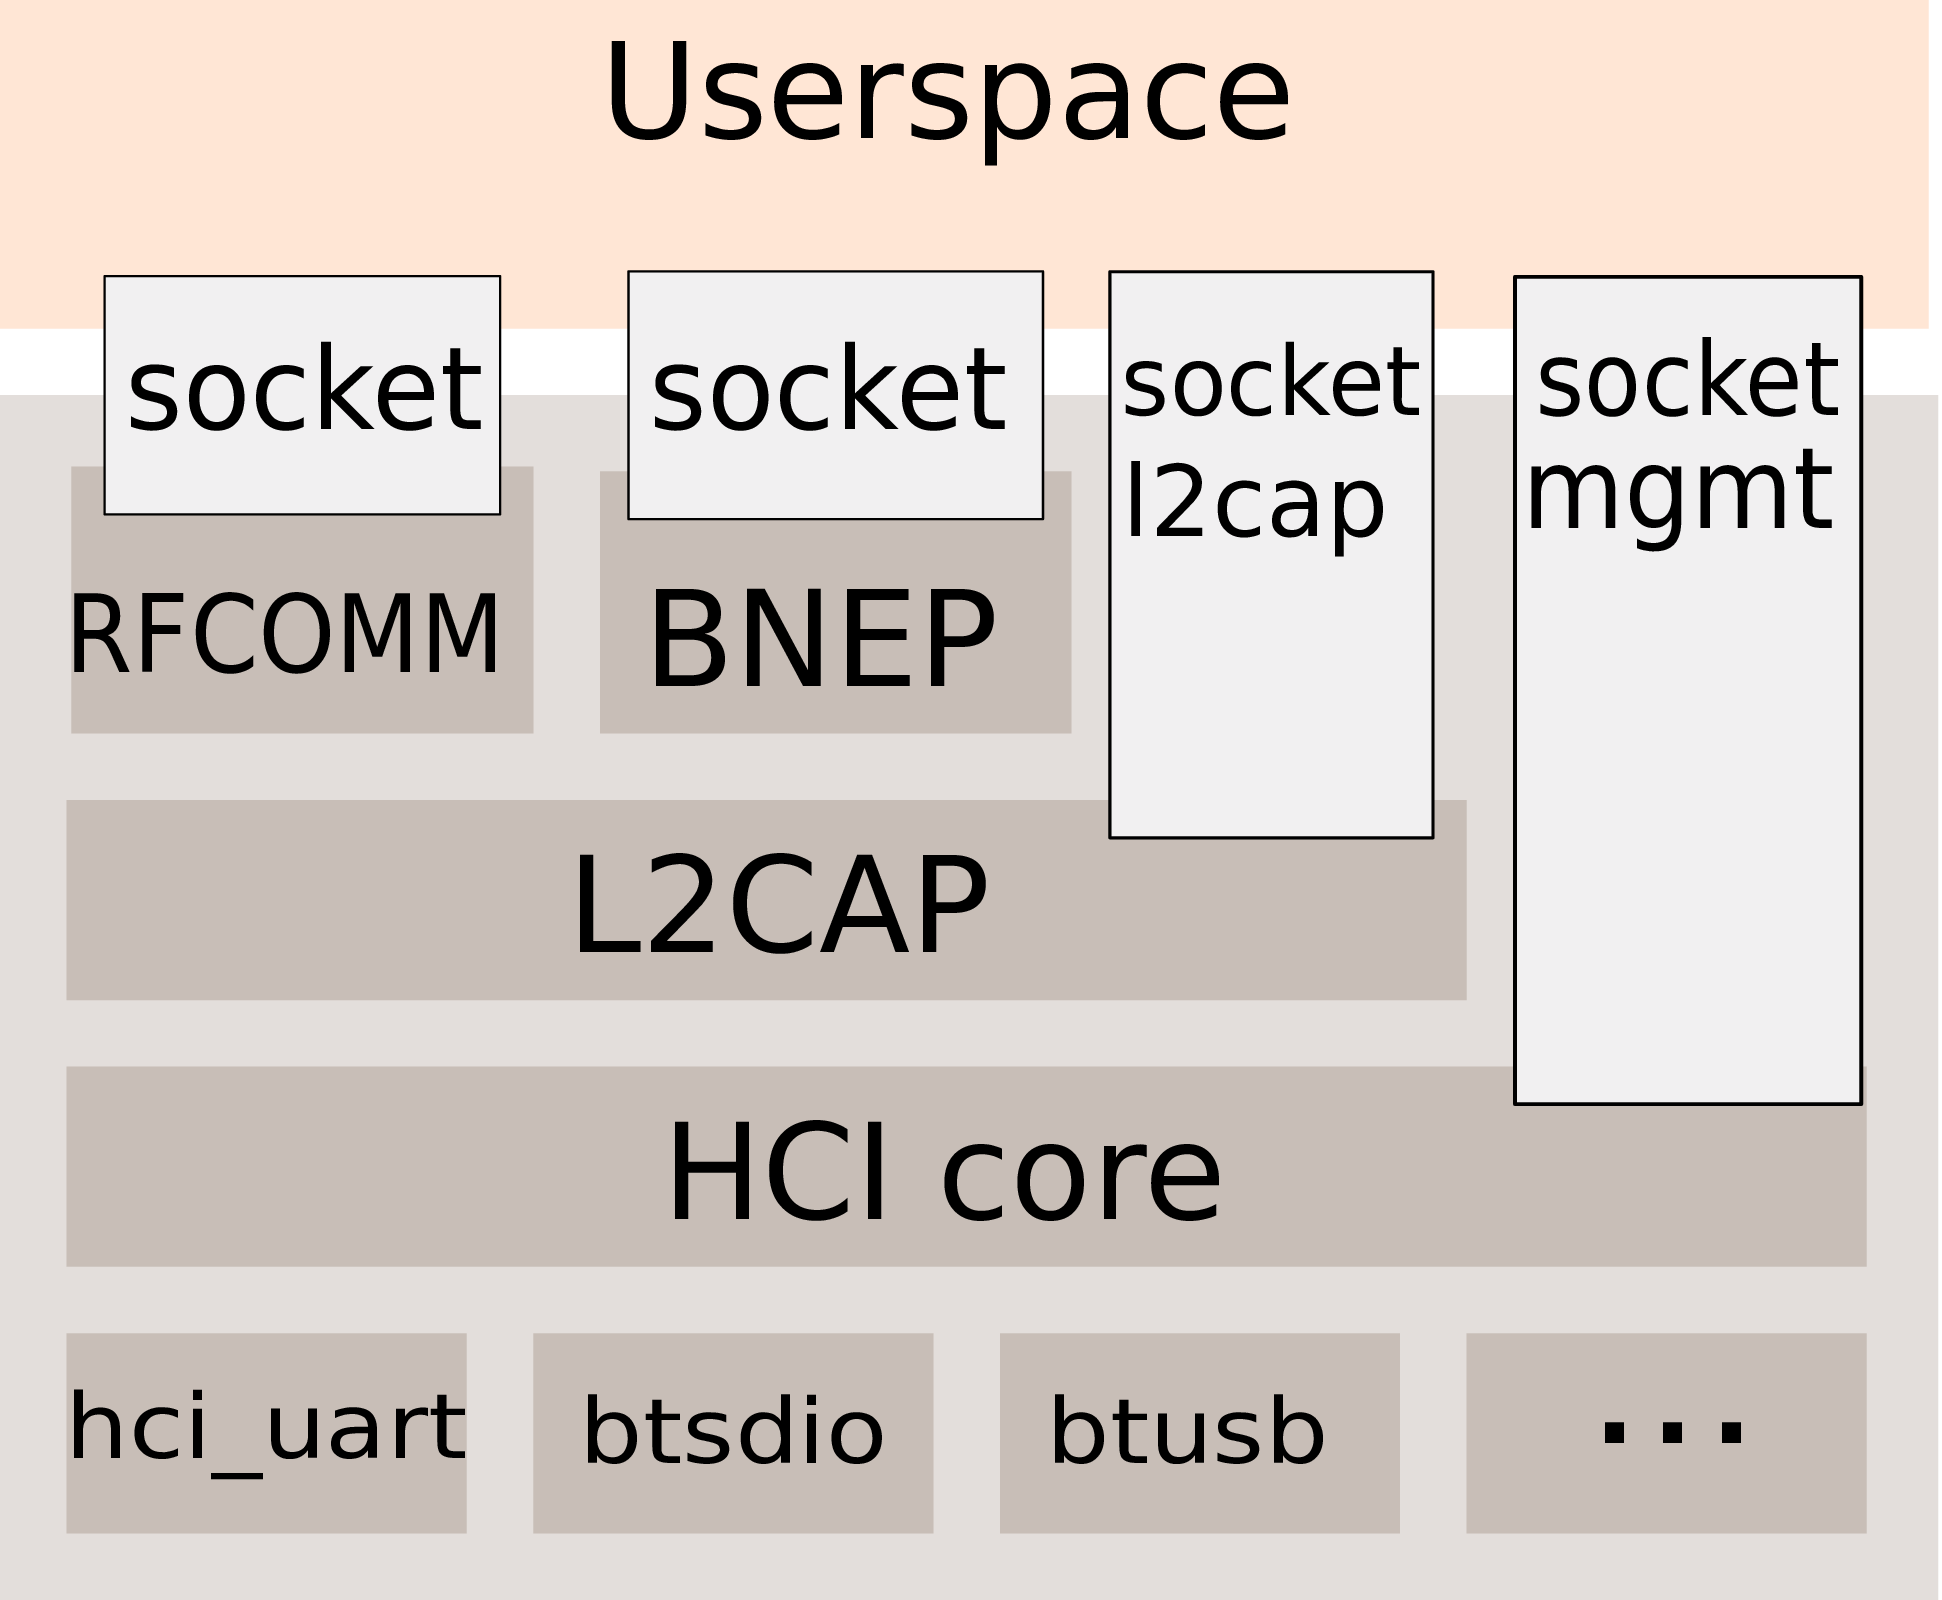 Userspace
socket
socket
socket
l2cap
socket
mgmt
RFCOMM
BNEP
L2CAP
HCI core
hci_uart
btsdio
btusb
...